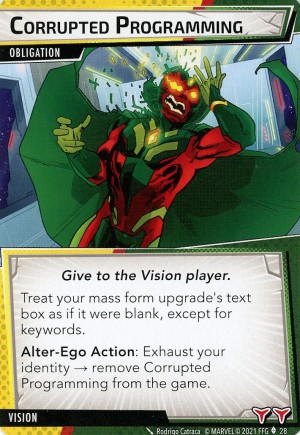 CORRUPTED PROGRAMMING
OBLIGATION
Give to the Vision player.
Treat your mass form upgrade's text
box as if it were blank, except for
keywords.
Alter-Ego Action: Exhaust your
identity → remove Corrupted
Programming from the game.
VISION
Rodrigo Catraca © MARVEL © 2021 FFG 28